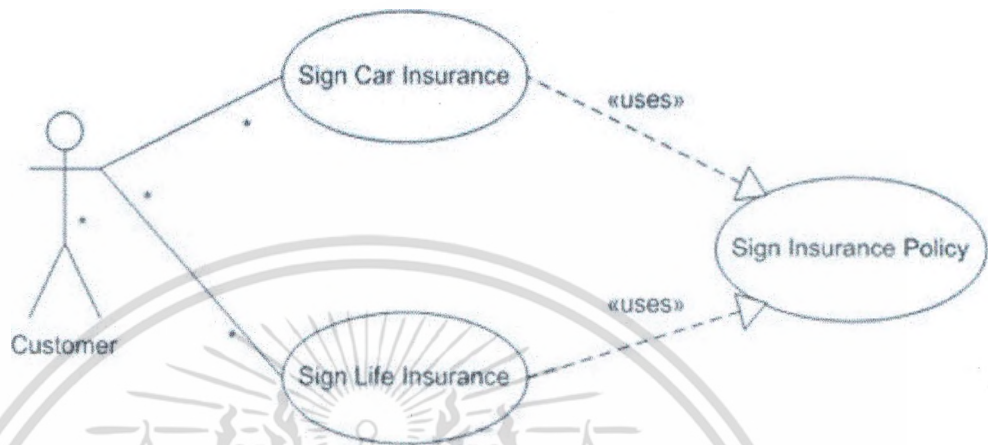 Sign Car Insurance
«uses»
*
*
*
Sign Insurance Policy
«uses»
*
Customer
Sign Life Insurance